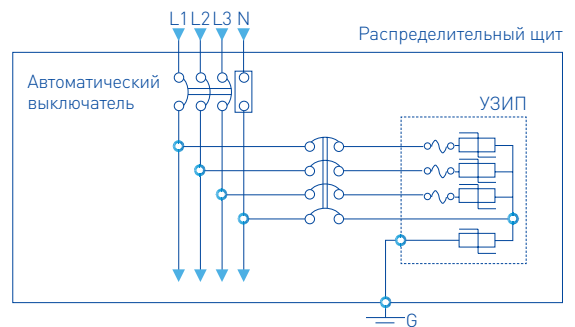 L1 L2 L3 N
Распределительный щит
Автоматический
выключатель
УЗИП
G